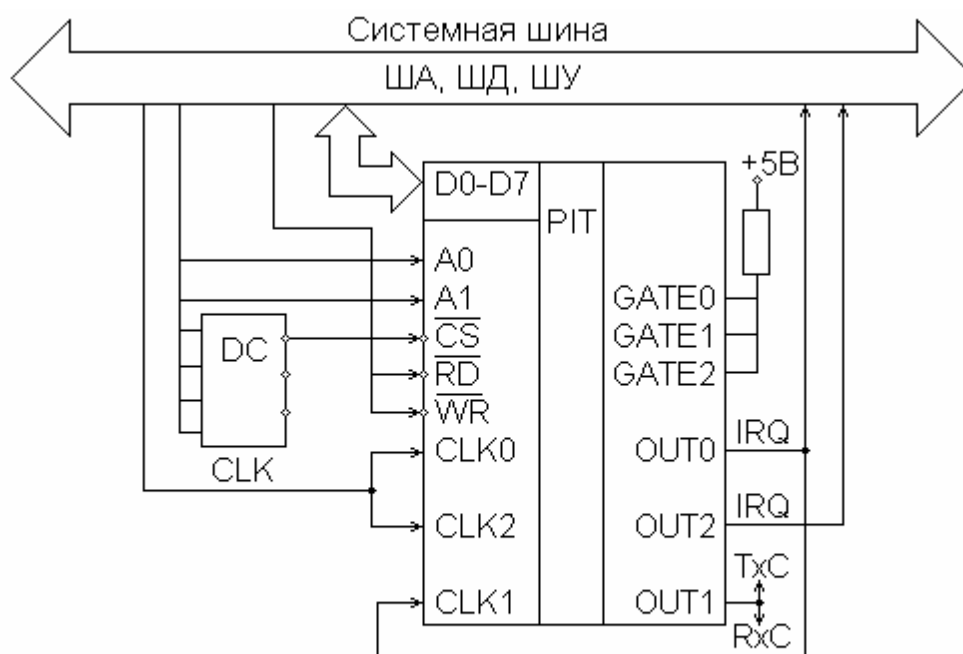 Системная шина
ША, ШД, ШУ
+5В
D0-D7
PIT
A0
A1
GATE0
CS
GATE1
DC
RD
GATE2
WR
CLK0
OUT0
IRQ
CLK
CLK2
OUT2
IRQ
TxC
CLK1
OUT1
RxC